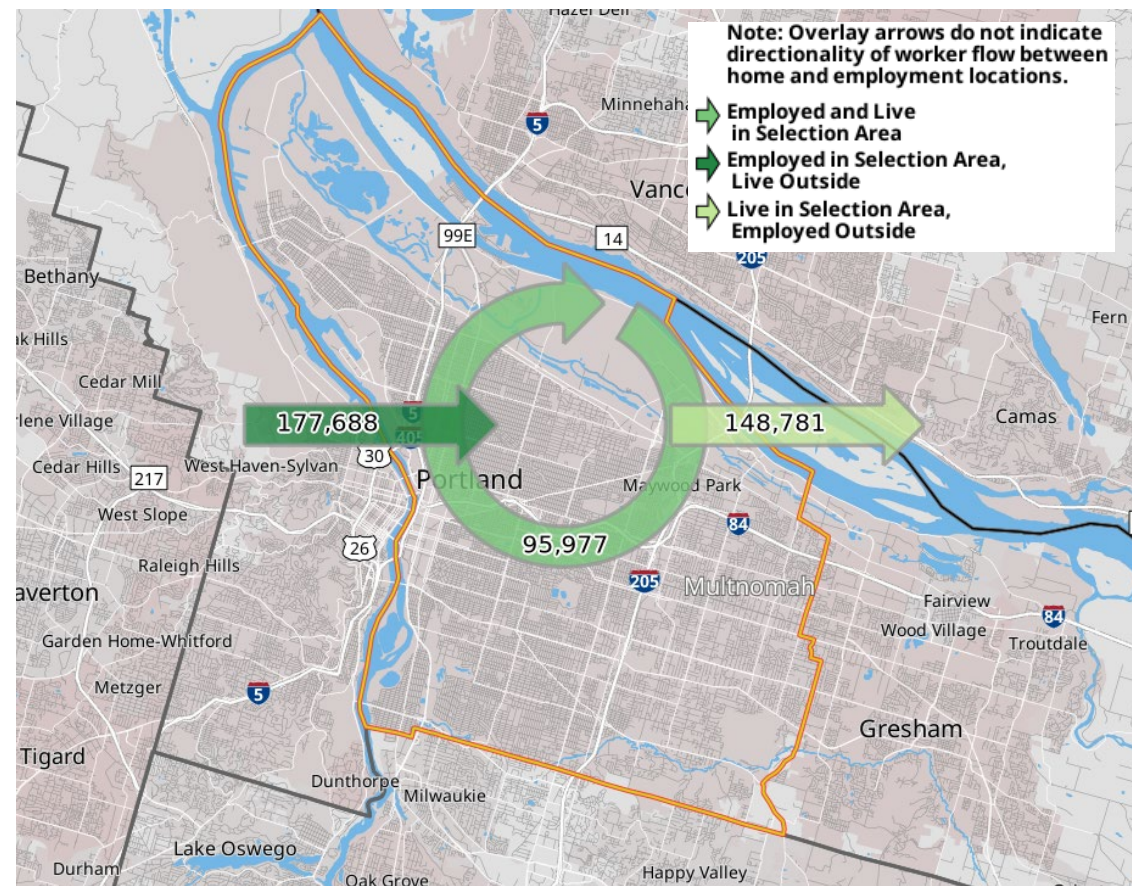 Hazel Dell
Note: Overlay arrows do not indicate
directionality of worker flow between
home and employment locations.
Employed and Live
in Selection Area
Employed in Selection Area,
Live Outside
Live in Selection Area,
Employed Outside
Minnehaha
5
Vanc
99E
14
205
Bethany
Fern
ak Hills
Cedar Mill
rlene Village
Camas
177,688
148,781
5
405
30
Cedar Hills
West Haven-Sylvan
217
Portland
Maywood Park
West Slope
84
26
95,977
Raleigh Hills
205
Multnomah
averton
Fairview
84
Wood Village
Troutdale
Garden Home-Whitford
Metzger
5
Gresham
Tigard
Dunthorpe
Milwaukie
Lake Oswego
Durham
Oak Grove
Happy Valley